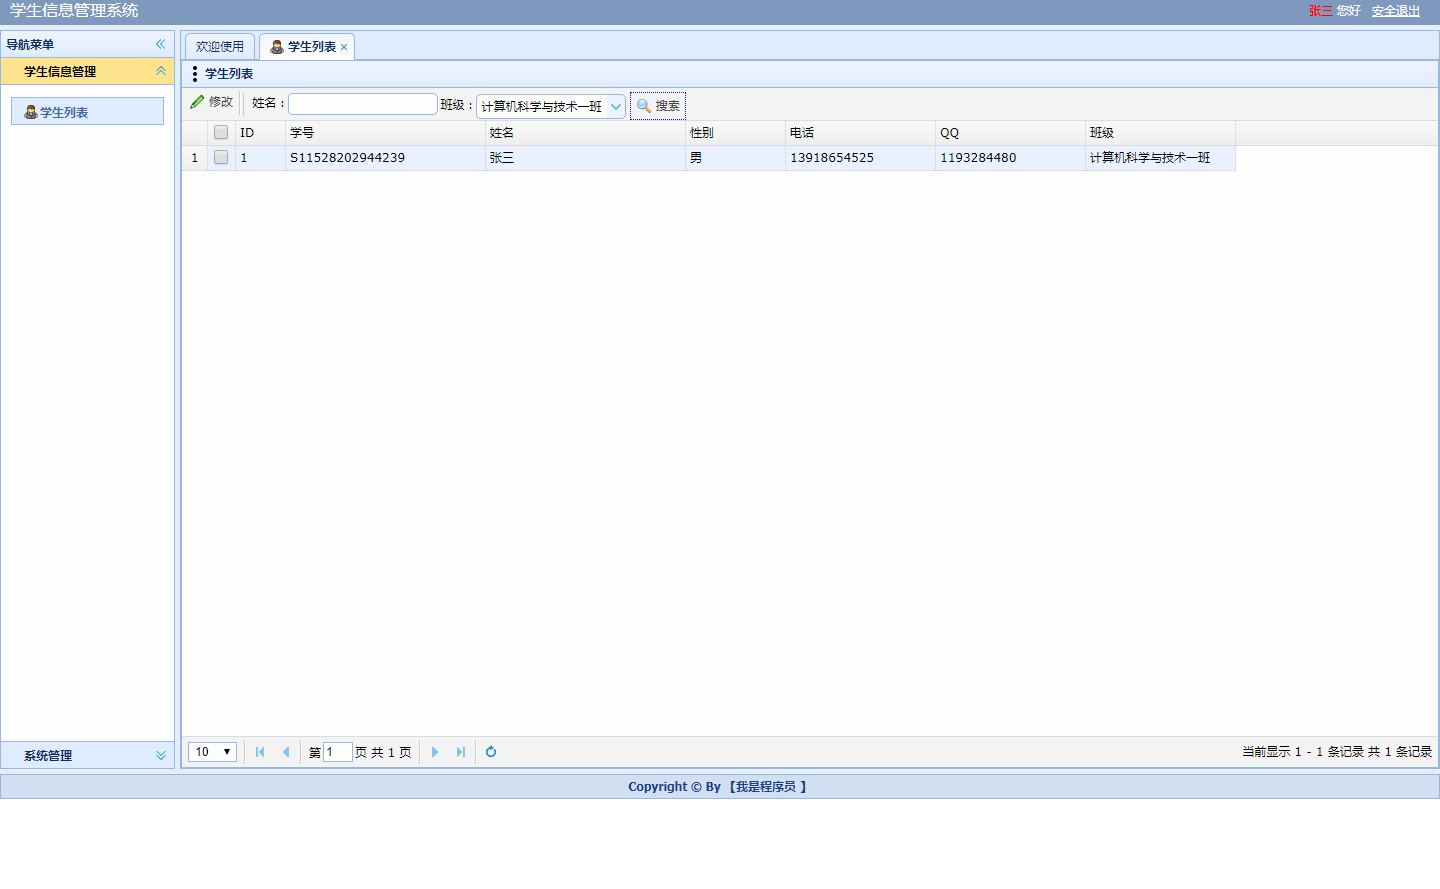 学生信息管理系统
张三 您好 安全退出
导航菜单
欢迎使用 学生列表
学生信息管理
学生列表
学生列表
修改 姓名： 班级： 计算机科学与技术一班 搜索
ID 学号 姓名 性别 电话 QQ 班级
1 1 S11528202944239 张三 男 13918654525 1193284480 计算机科学与技术一班
系统管理
10 第 1 页 共 1 页 当前显示 1 - 1 条记录 共 1 条记录
Copyright © By 【我是程序员 】